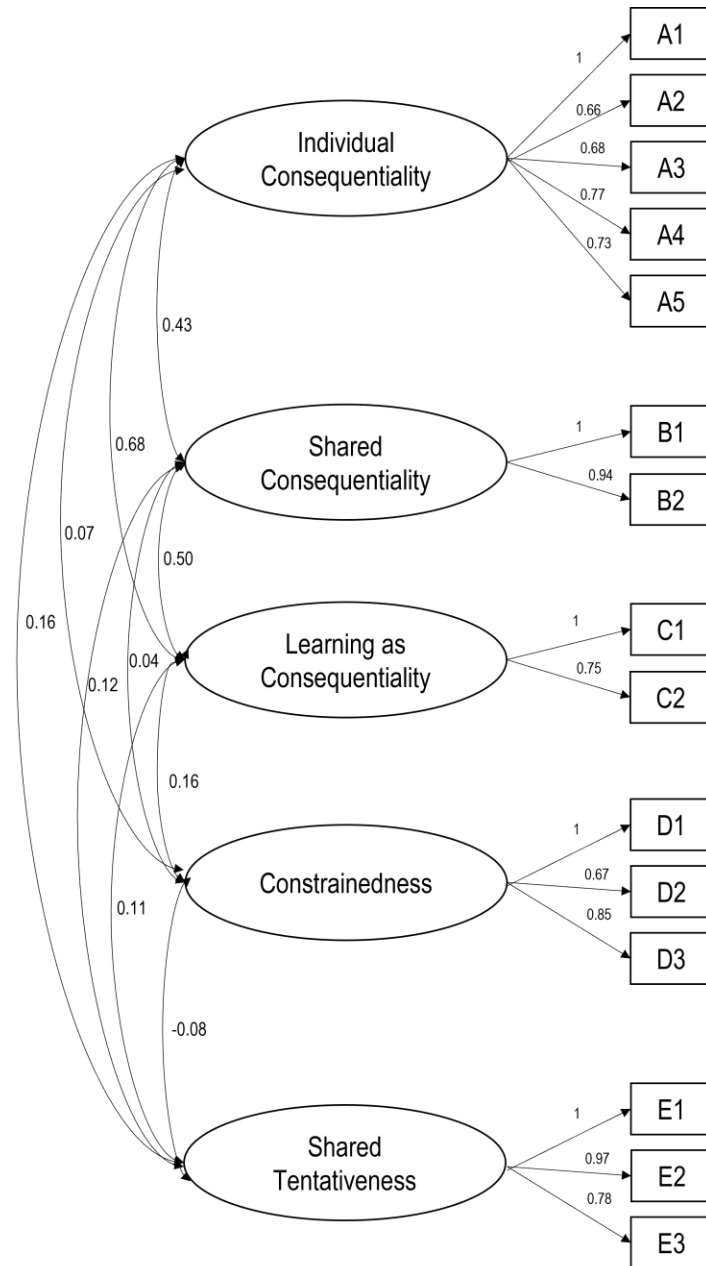 A1
1
A2
0.66
Individual
Consequentiality
0.68
A3
0.77
A4
0.73
A5
0.43
B1
1
Shared
Consequentiality
0.68
0.94
B2
0.07
0.50
C1
1
0.16
Learning as
Consequentiality
0.04
0.12
0.75
C2
0.16
D1
1
Constrainedness
0.67
D2
0.11
0.85
D3
-0.08
E1
1
Shared
Tentativeness
0.97
E2
0.78
E3